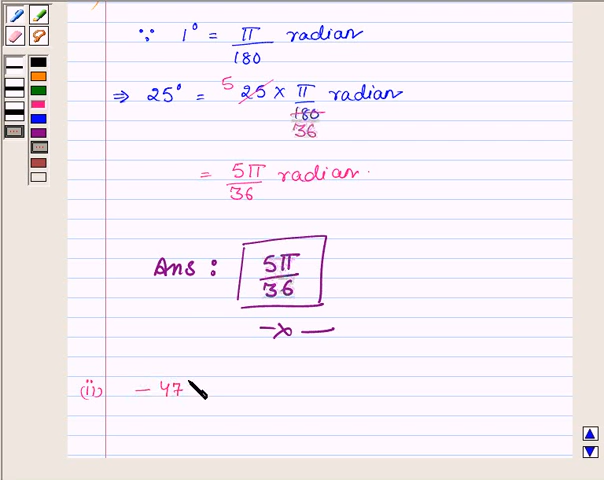 ∵ 1° = π/180 radian
⇒ 25° = 5 25 × π/180 radian
36
= 5π/36 radian.
Ans : 5π/36
—x—
(ii) - 47